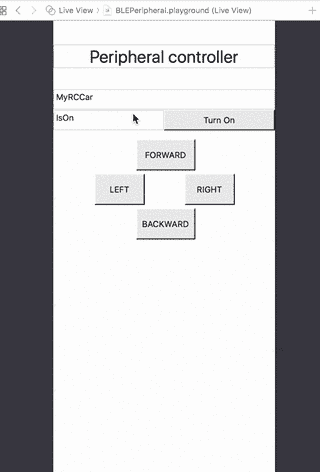 Live View BLEPeripheral.playground (Live View)
Peripheral controller
MyRCCar
IsOn Turn On
FORWARD
LEFT RIGHT
BACKWARD